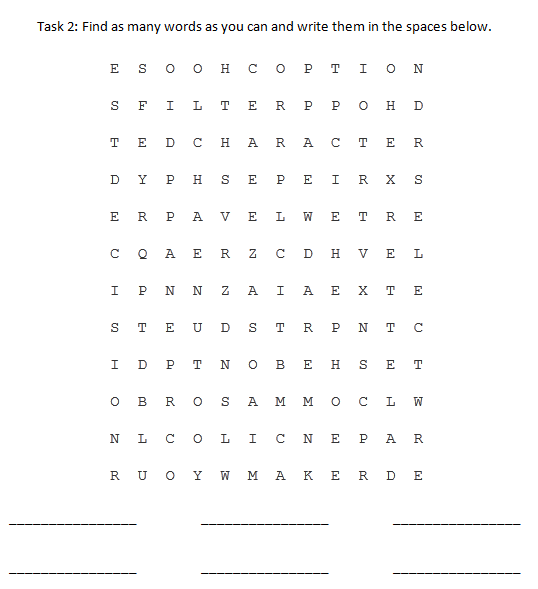 Task 2: Find as many words as you can and write them in the spaces below.
E S O O H C O P T I O N
S F I L T E R P P O H D
T E D C H A R A C T E R
D Y P H S E P E I R X S
E R P A V E L W E T R E
C Q A E R Z C D H V E L
I P N N Z A I A E X T E
S T E U D S T R P N T C
I D P T N O B E H S E T
O B R O S A M M O C L W
N L C O L I C N E P A R
R U O Y W M A K E R D E